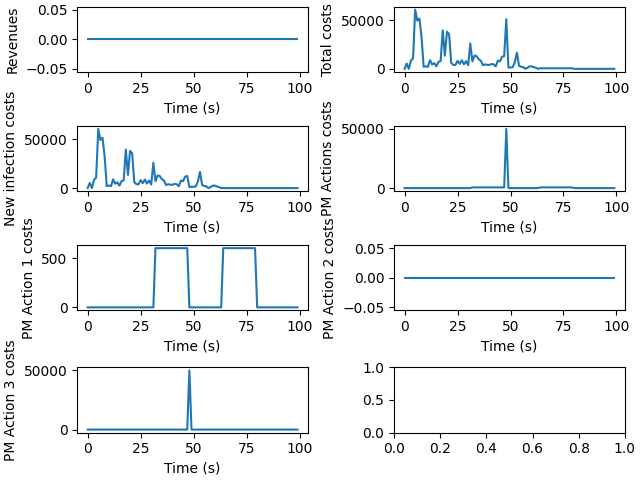 Revenues
0.05
0.00
−0.05
0 25 50 75 100
Time (s)
Total costs
50000
0
0 25 50 75 100
Time (s)
New infection costs
50000
0
0 25 50 75 100
Time (s)
PM Actions costs
50000
0
0 25 50 75 100
Time (s)
PM Action 1 costs
500
0
0 25 50 75 100
Time (s)
PM Action 2 costs
0.05
0.00
−0.05
0 25 50 75 100
Time (s)
PM Action 3 costs
50000
0
0 25 50 75 100
Time (s)
1.0
0.5
0.0
0.0 0.2 0.4 0.6 0.8 1.0